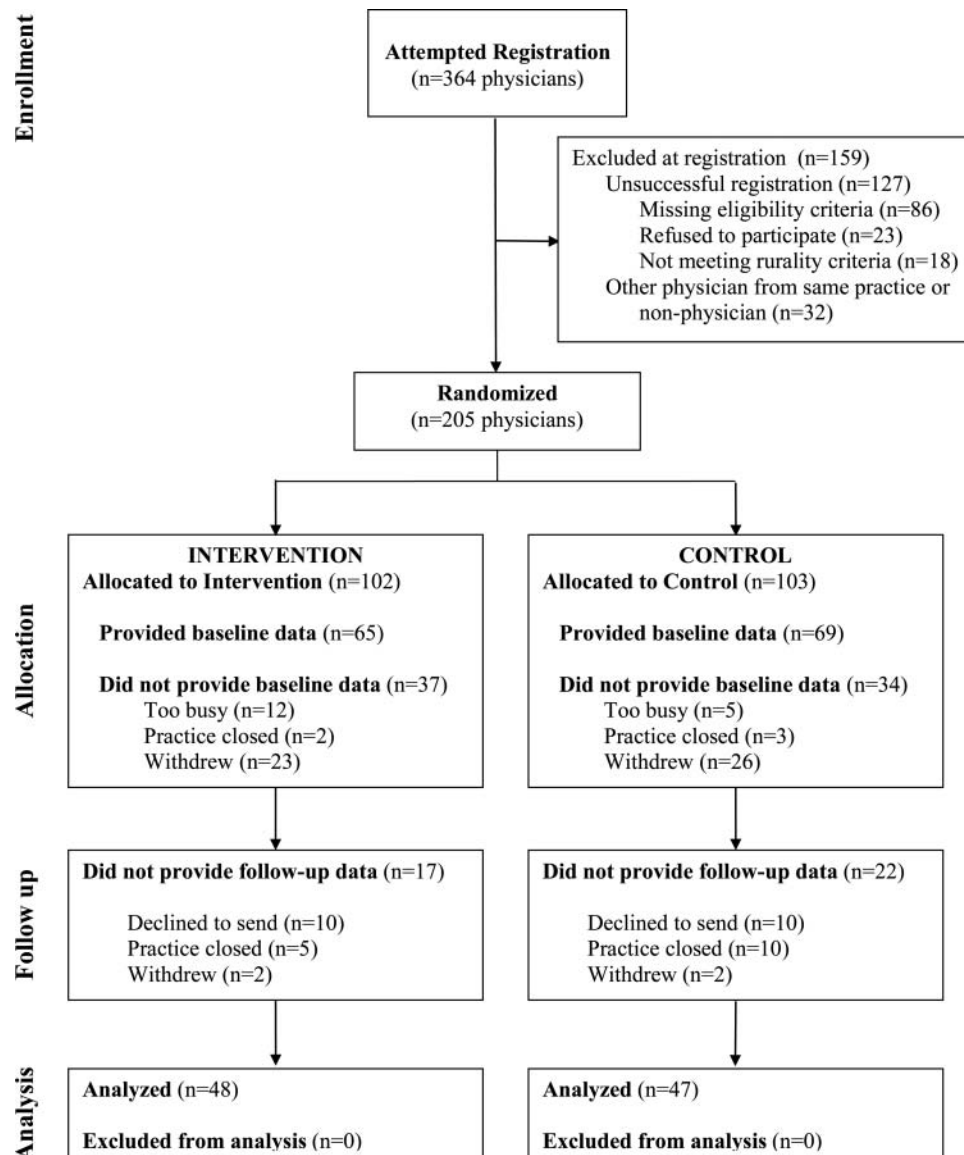 Enrollment
Attempted Registration
(n=364 physicians)
Excluded at registration (n=159)
Unsuccessful registration (n=127)
Missing eligibility criteria (n=86)
Refused to participate (n=23)
Not meeting rurality criteria (n=18)
Other physician from same practice or
non-physician (n=32)
Randomized
(n=205 physicians)
Allocation
INTERVENTION
Allocated to Intervention (n=102)
Provided baseline data (n=65)
Did not provide baseline data (n=37)
Too busy (n=12)
Practice closed (n=2)
Withdrew (n=23)
CONTROL
Allocated to Control (n=103)
Provided baseline data (n=69)
Did not provide baseline data (n=34)
Too busy (n=5)
Practice closed (n=3)
Withdrew (n=26)
Follow up
Did not provide follow-up data (n=17)
Declined to send (n=10)
Practice closed (n=5)
Withdrew (n=2)
Did not provide follow-up data (n=22)
Declined to send (n=10)
Practice closed (n=10)
Withdrew (n=2)
Analysis
Analyzed (n=48)
Excluded from analysis (n=0)
Analyzed (n=47)
Excluded from analysis (n=0)